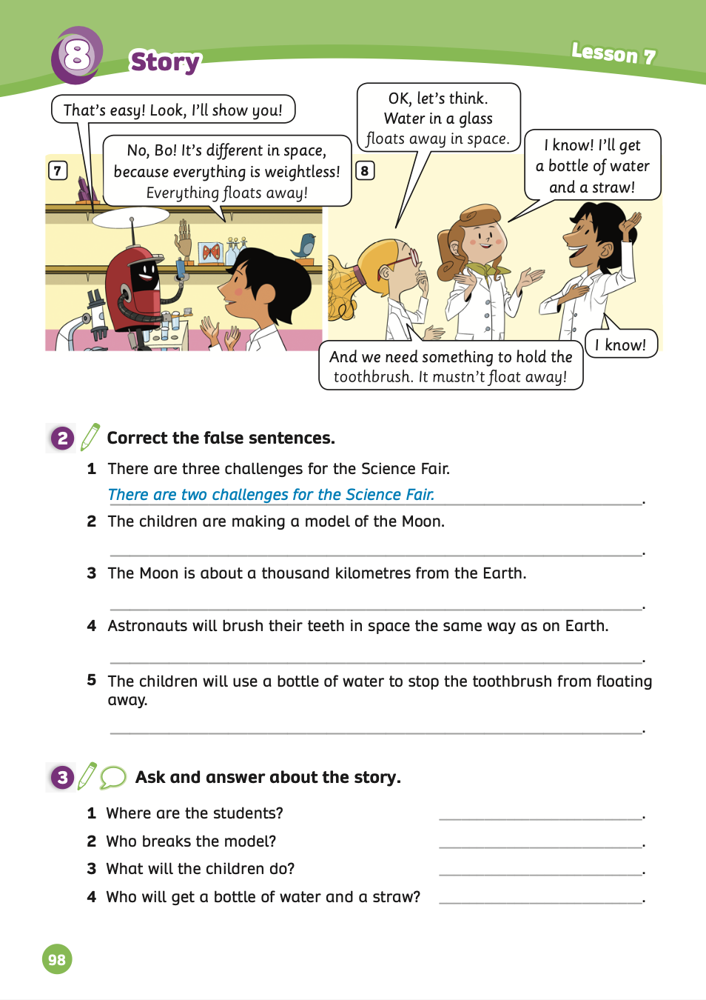 8
Story
Lesson 7
That's easy! Look, I'll show you!
7
No, Bo! It's different in space,
because everything is weightless!
Everything floats away!
8
OK, let's think.
Water in a glass
floats away in space.
I know! I'll get
a bottle of water
and a straw!
And we need something to hold the
toothbrush. It mustn't float away!
I know!
2 Correct the false sentences.
1 There are three challenges for the Science Fair.
There are two challenges for the Science Fair.
2 The children are making a model of the Moon.
3 The Moon is about a thousand kilometres from the Earth.
4 Astronauts will brush their teeth in space the same way as on Earth.
5 The children will use a bottle of water to stop the toothbrush from floating
away.
3 Ask and answer about the story.
1 Where are the students?
2 Who breaks the model?
3 What will the children do?
4 Who will get a bottle of water and a straw?
98